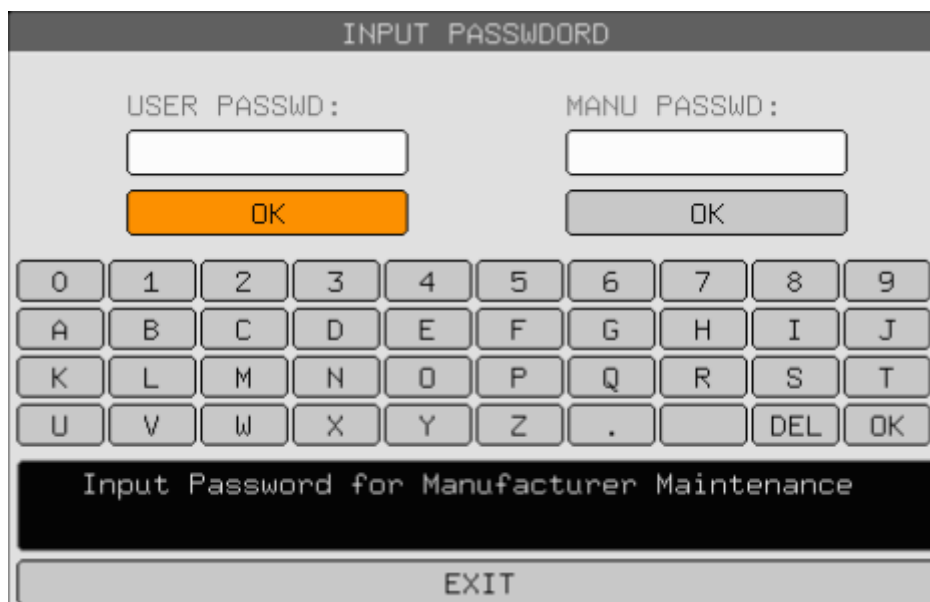 INPUT PASSWDORD
USER PASSWD: MANU PASSWD:
OK OK
0 1 2 3 4 5 6 7 8 9
A B C D E F G H I J
K L M N O P Q R S T
U V W X Y Z . DEL OK
Input Password for Manufacturer Maintenance
EXIT